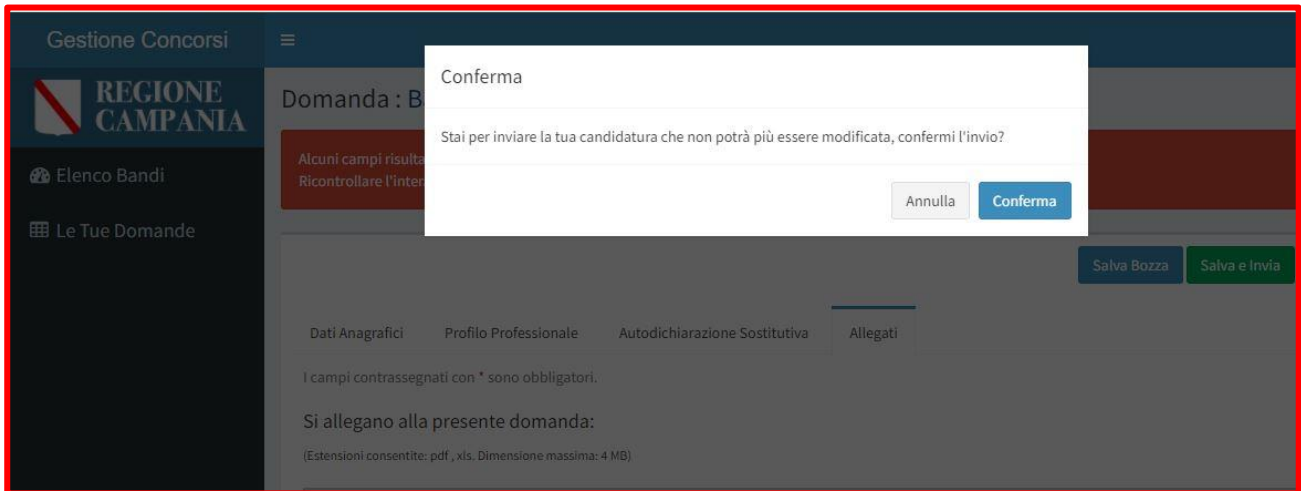 Gestione Concorsi
REGIONE
CAMPANIA
Elenco Bandi
Le Tue Domande
Conferma
Stai per inviare la tua candidatura che non potrà più essere modificata, confermi l'invio?
Annulla Conferma
Domanda : B
Alcuni campi risulta
Ricontrollare l'inter
Salva Bozza Salva e Invia
Dati Anagrafici Profilo Professionale Autodichiarazione Sostitutiva Allegati
I campi contrassegnati con * sono obbligatori.
Si allegano alla presente domanda:
(Estensioni consentite: pdf , xls. Dimensione massima: 4 MB)